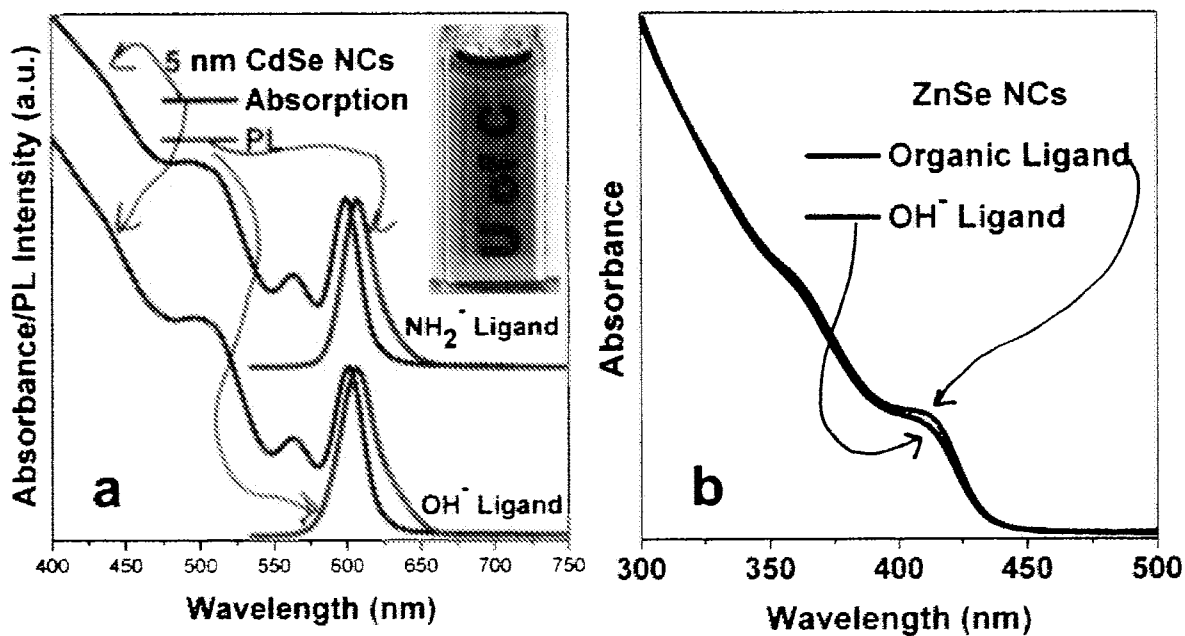 Absorbance/PL Intensity (a.u.)
5 nm CdSe NCs
Absorption
PL
U of C
NH₂⁻ Ligand
OH⁻ Ligand
a
400 450 500 550 600 650 700 750
Wavelength (nm)
Absorbance
ZnSe NCs
Organic Ligand
OH⁻ Ligand
b
300 350 400 450 500
Wavelength (nm)